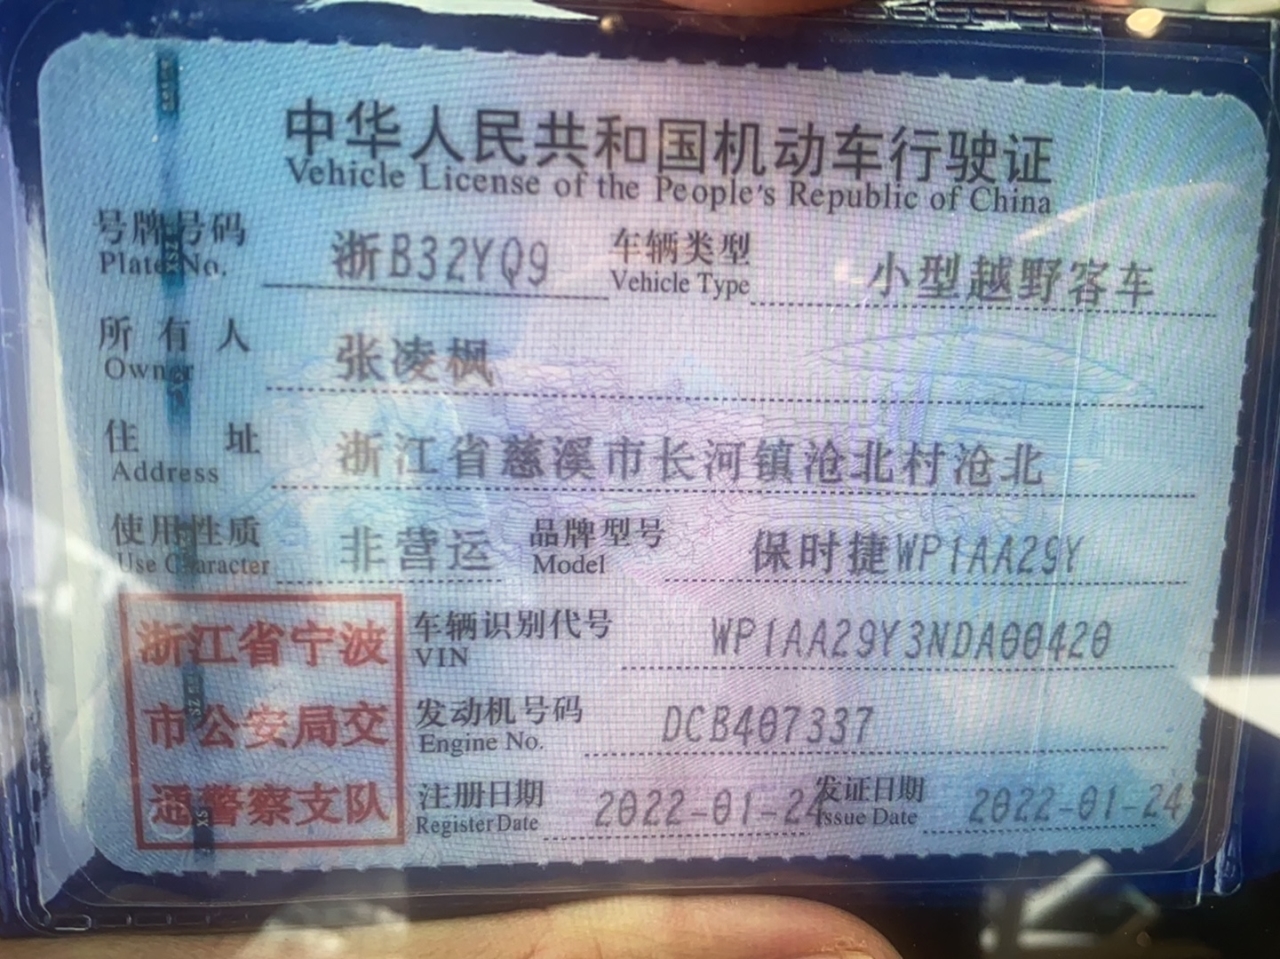 中华人民共和国机动车行驶证
Vehicle License of the People's Republic of China
号牌号码 浙B32YQ9 车辆类型 小型越野客车
Plate No. Vehicle Type
所有人 张凌枫
Owner
住址 浙江省慈溪市长河镇沧北村沧北
Address
使用性质 非营运 品牌型号 保时捷WP1AA29Y
Use Character Model
浙江省宁波
市公安局交
通警察支队
车辆识别代号 WP1AA29Y3NDA00420
VIN
发动机号码 DCB407337
Engine No.
注册日期 2022-01-24 发证日期 2022-01-24
Register Date Issue Date